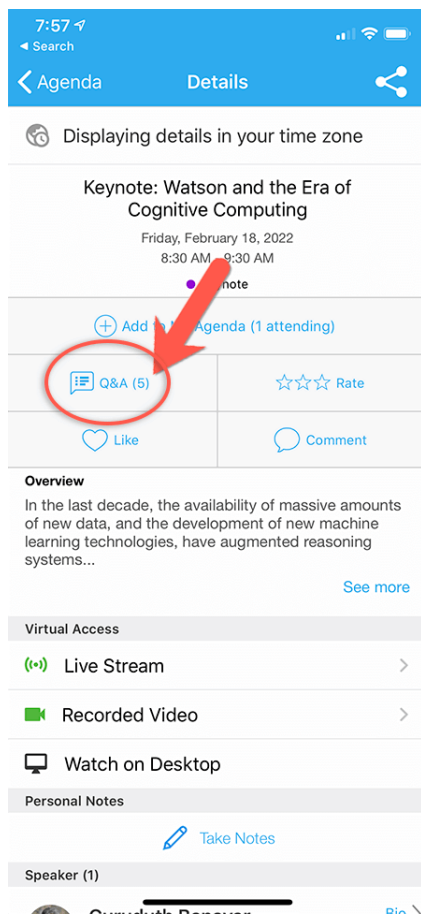 7:57
◀ Search
Agenda
Details
Displaying details in your time zone
Keynote: Watson and the Era of
Cognitive Computing
Friday, February 18, 2022
8:30 AM 9:30 AM
note
Add to Agenda (1 attending)
Q&A (5)
Rate
Like
Comment
Overview
In the last decade, the availability of massive amounts
of new data, and the development of new machine
learning technologies, have augmented reasoning
systems...
See more
Virtual Access
Live Stream
Recorded Video
Watch on Desktop
Personal Notes
Take Notes
Speaker (1)
Bio